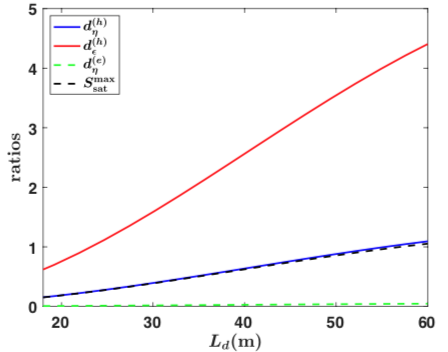 5
4
3
2
1
0
ratios
d_η^(h)
d_ϵ^(h)
d_η^(e)
S_sat^max
20
30
40
50
60
L_d(m)